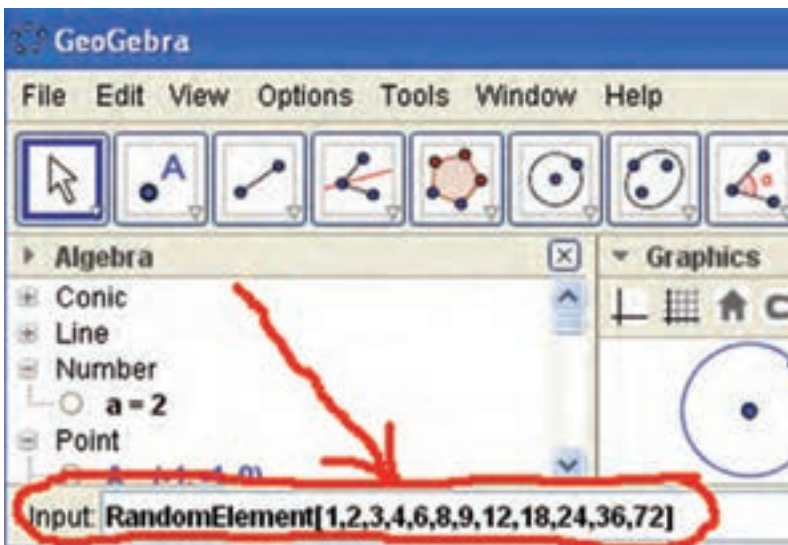 GeoGebra
File Edit View Options Tools Window Help
A α
Algebra
Graphics
Conic
Line
Number
a = 2
Point
Input: RandomElement[1,2,3,4,6,8,9,12,18,24,36,72]